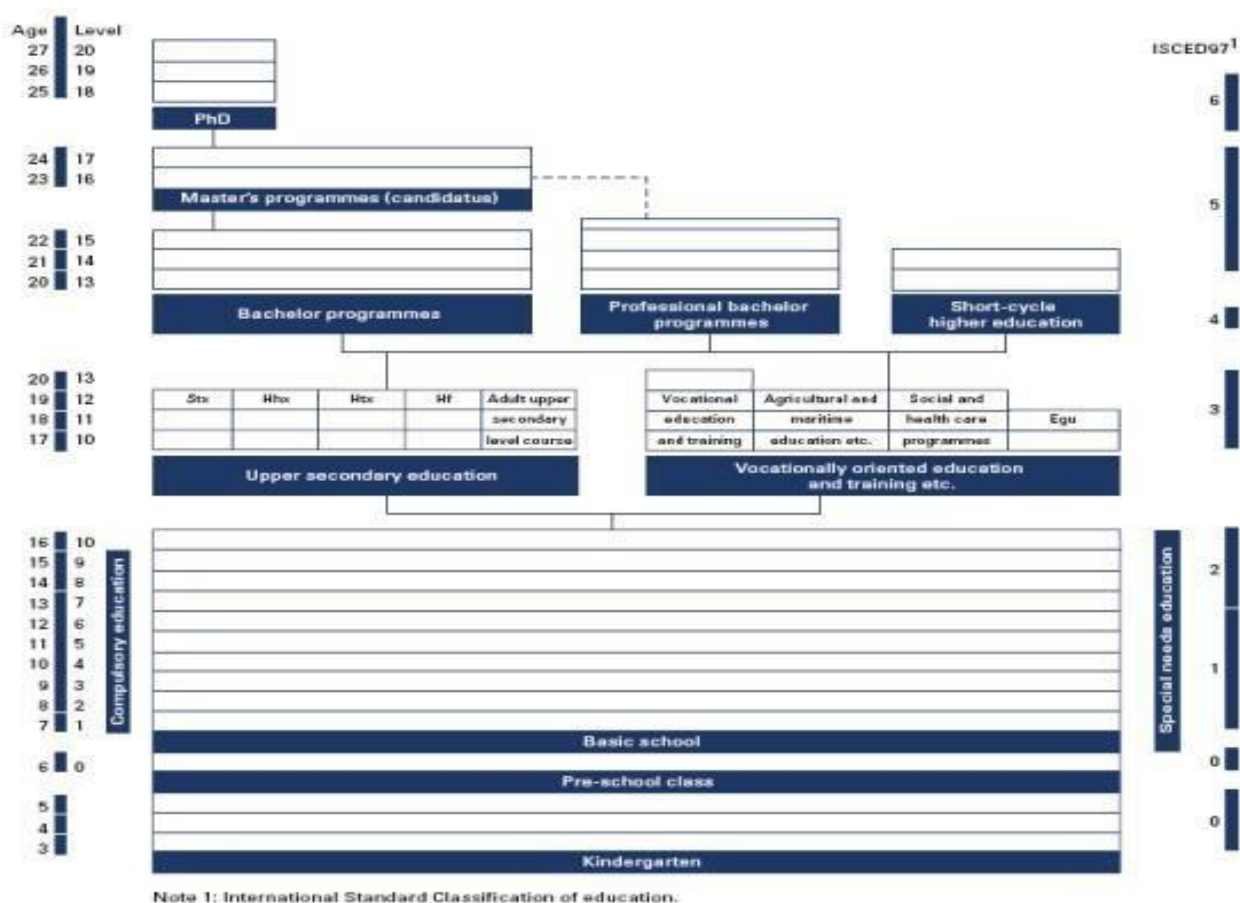 Age Level
ISCED97¹
27 20
26 19
25 18
6
PhD
24 17
23 16
Master's programmes (candidatus)
5
22 15
21 14
20 13
Bachelor programmes
Professional bachelor
programmes
Short-cycle
higher education
4
20 13
19 12
18 11
17 10
Stx Hhx Htx Hf Adult upper
secondary
level course
Vocational
education
and training
Agricultural and
maritime
education etc.
Social and
health care
programmes
Egu
3
Upper secondary education
Vocationally oriented education
and training etc.
16 10
15 9
14 8
13 7
12 6
11 5
10 4
9 3
8 2
7 1
Compulsory education
Special needs education
2
1
Basic school
6 0
0
Pre-school class
5
4
3
0
Kindergarten
Note 1: International Standard Classification of education.